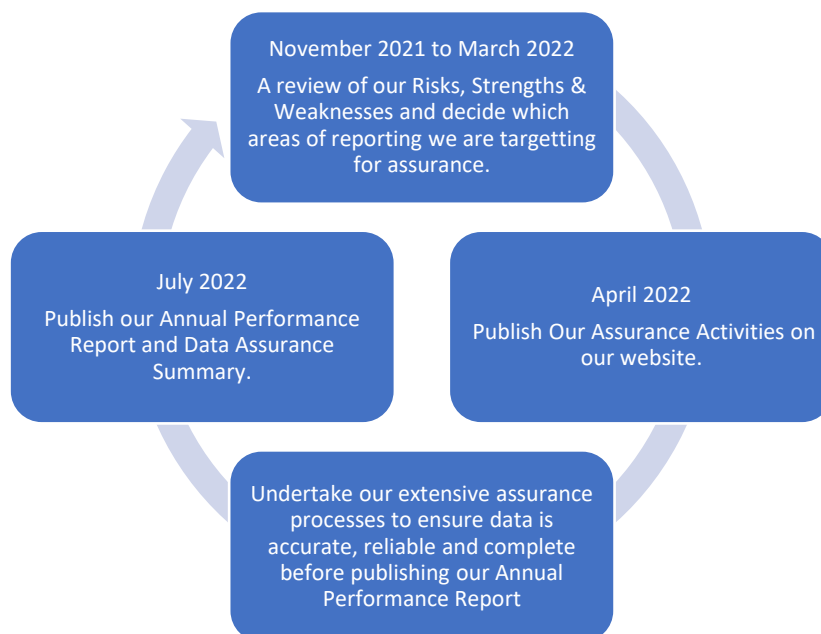 November 2021 to March 2022
A review of our Risks, Strengths &
Weaknesses and decide which
areas of reporting we are targetting
for assurance.
April 2022
Publish Our Assurance Activities on
our website.
Undertake our extensive assurance
processes to ensure data is
accurate, reliable and complete
before publishing our Annual
Performance Report
July 2022
Publish our Annual Performance
Report and Data Assurance
Summary.